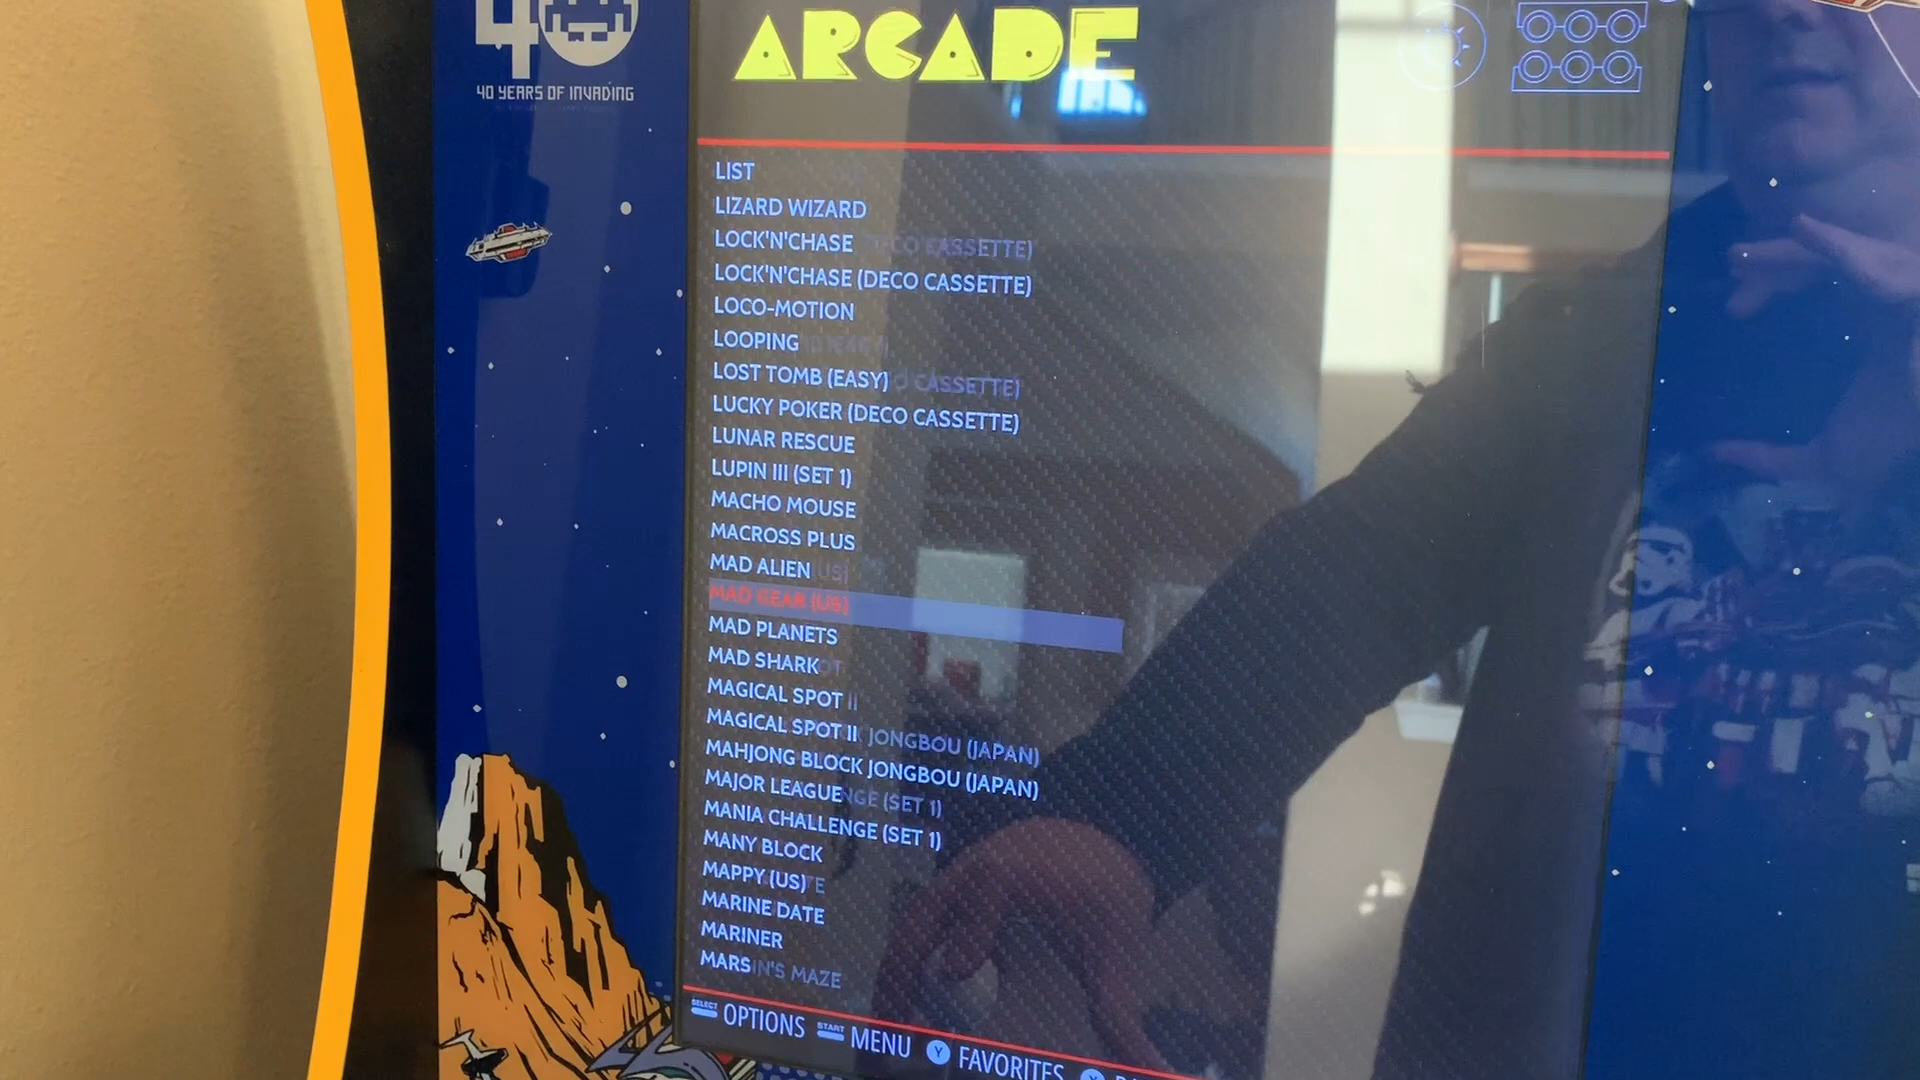 40
40 YEARS OF INVADING
ARCADE
LIST
LIZARD WIZARD
LOCK'N'CHASE
LOCK'N'CHASE (DECO CASSETTE)
LOCO-MOTION
LOOPING
LOST TOMB (EASY)
LUCKY POKER (DECO CASSETTE)
LUNAR RESCUE
LUPIN III (SET 1)
MACHO MOUSE
MACROSS PLUS
MAD ALIEN
MAD GEAR (US)
MAD PLANETS
MAD SHARK
MAGICAL SPOT
MAGICAL SPOT II
MAHJONG BLOCK JONGBOU (JAPAN)
MAJOR LEAGUE
MANIA CHALLENGE (SET 1)
MANY BLOCK
MAPPY (US)
MARINE DATE
MARINER
MARS
SELECT OPTIONS START MENU Y FAVORITES